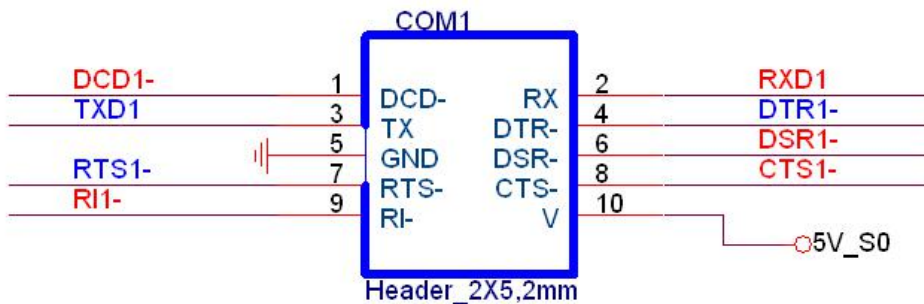 COM1
DCD1- 1 DCD- RX 2 RXD1
TXD1 3 TX DTR- 4 DTR1-
5 GND DSR- 6 DSR1-
RTS1- 7 RTS- CTS- 8 CTS1-
RI1- 9 RI- V 10
5V_S0
Header_2X5,2mm